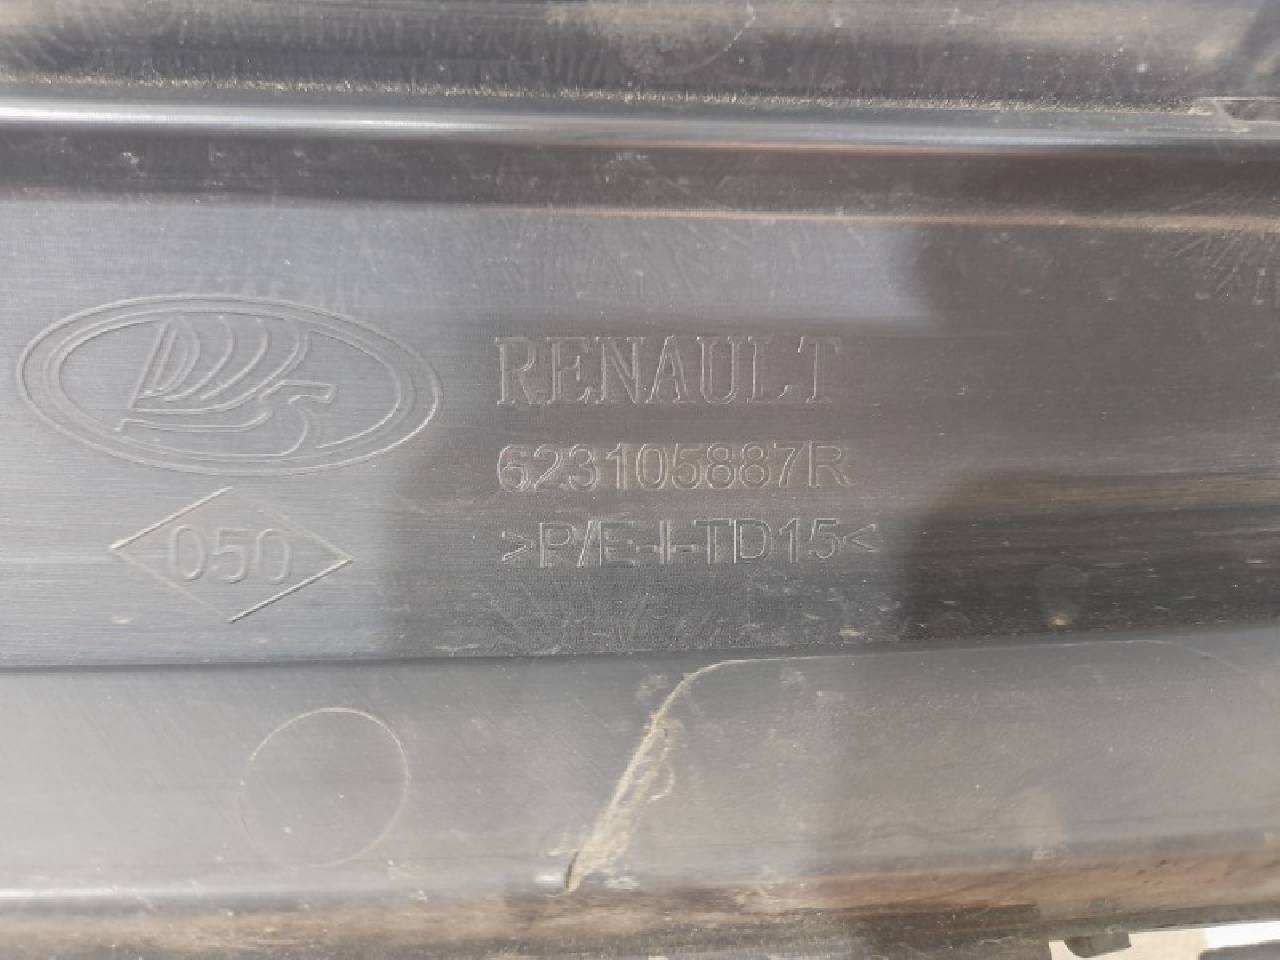 RENAULT
623105887R
050
>P/E-I-TD15<